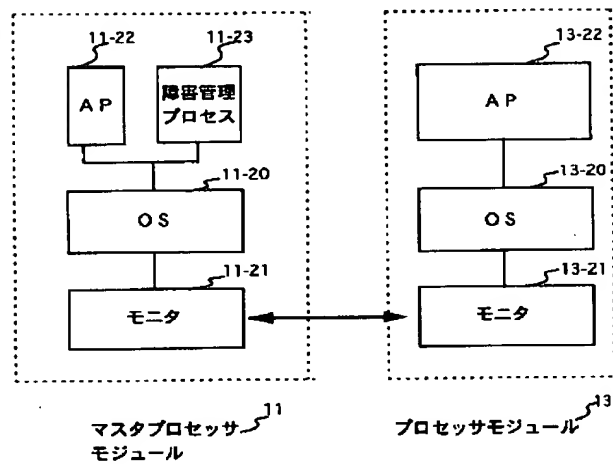 11-22
11-23
13-22
AP
障害管理
プロセス
AP
11-20
13-20
OS
OS
11-21
13-21
モニタ
モニタ
マスタプロセッサ
モジュール
11
プロセッサモジュール
13